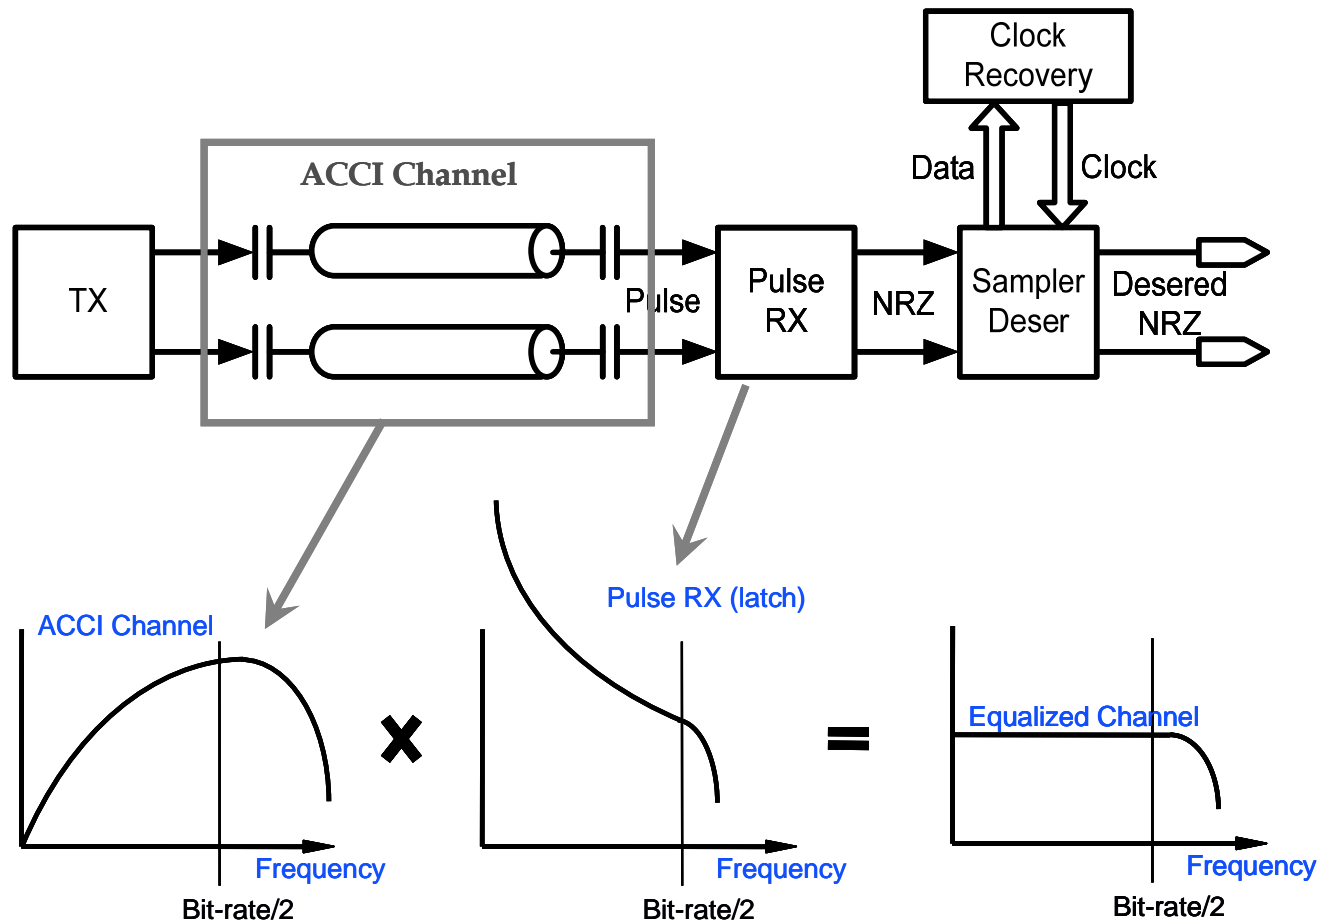 Clock
Recovery
Data
Clock
ACCI Channel
TX
Pulse
Pulse
RX
NRZ
Sampler
Deser
Desered
NRZ
Pulse RX (latch)
ACCI Channel
Equalized Channel
Frequency
Frequency
Frequency
Bit-rate/2
Bit-rate/2
Bit-rate/2